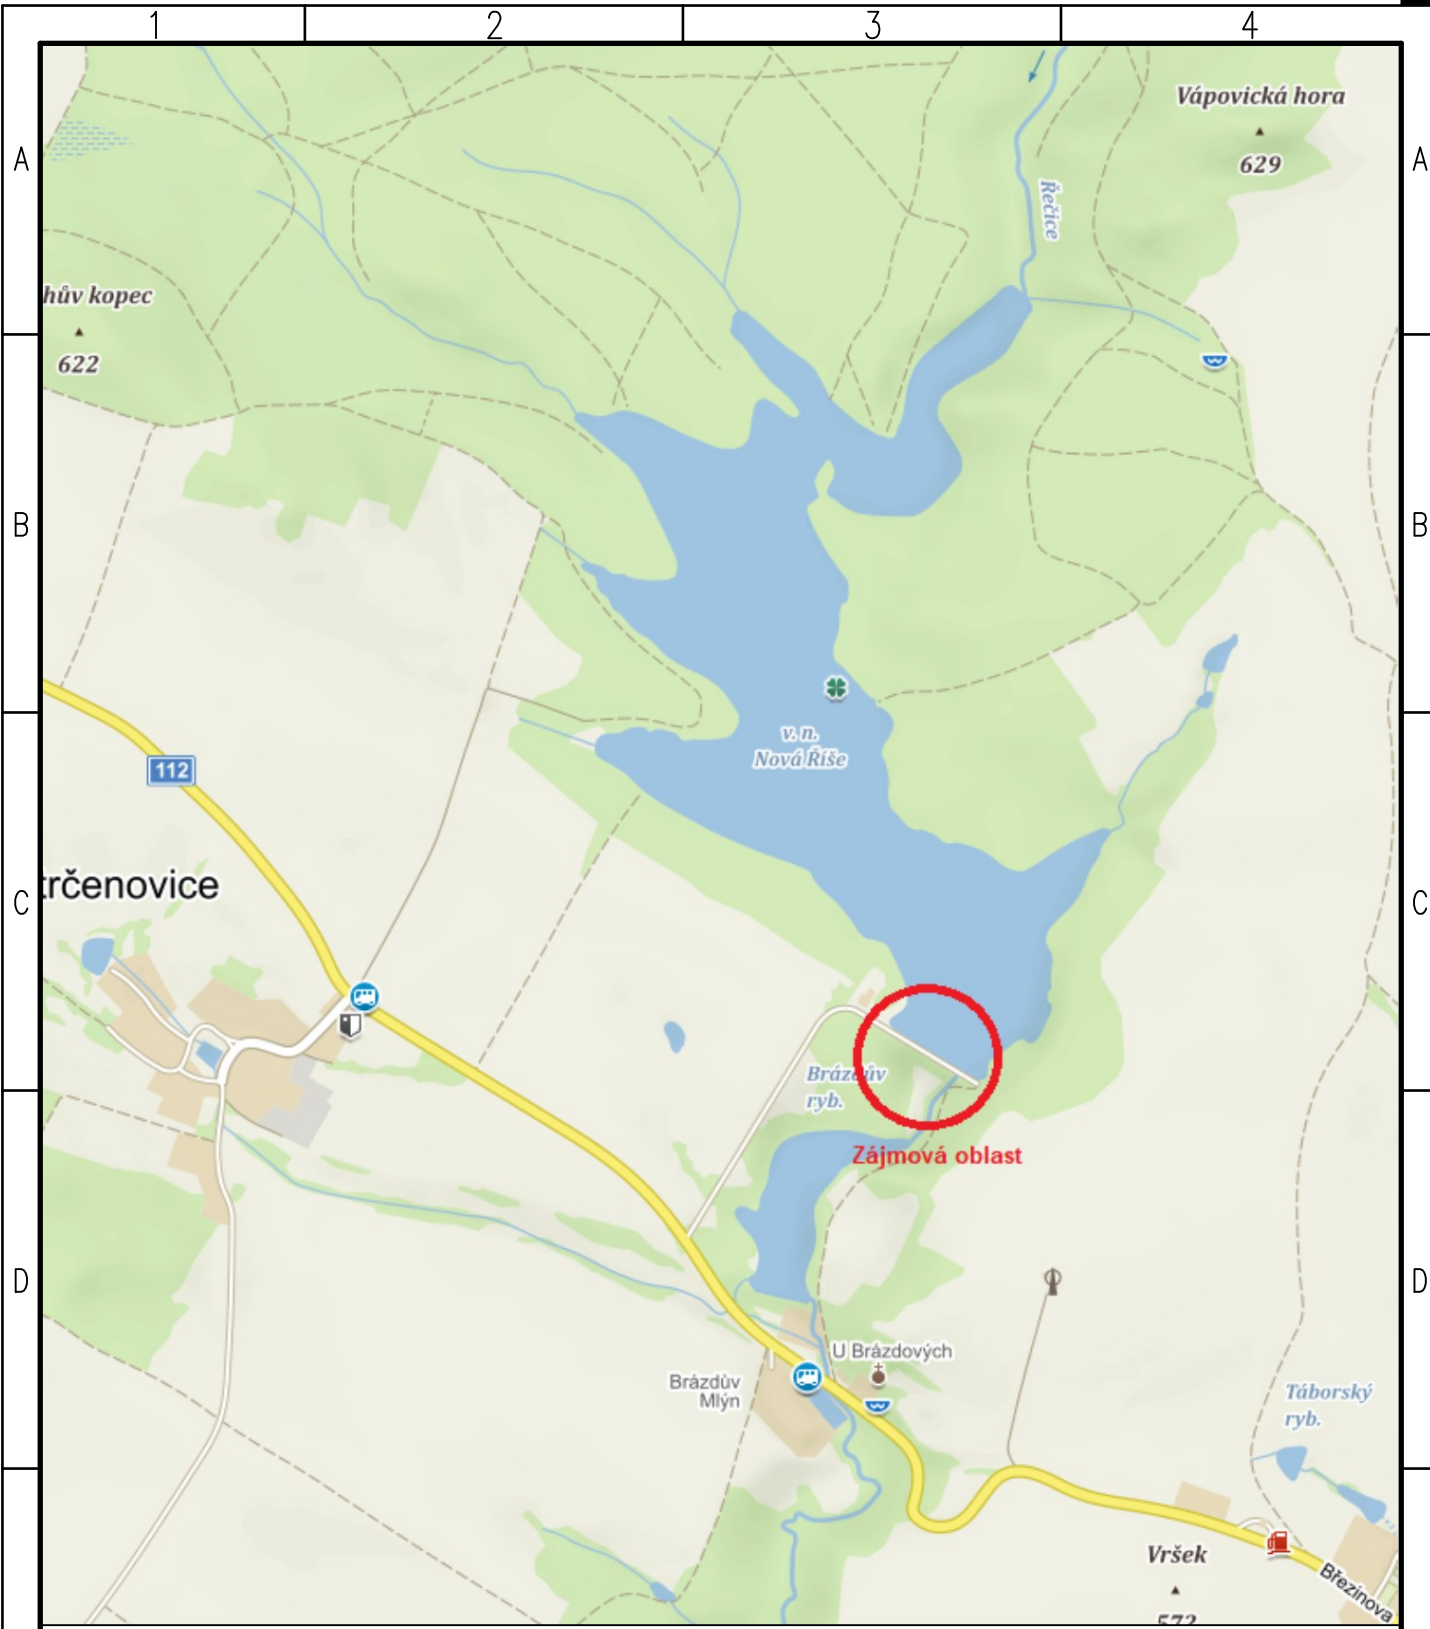 1
2
3
4
Vápovická hora
A
A
629
Řečice
hův kopec
622
B
B
v. n.
Nová Říše
112
trčenovice
C
C
Brázdův
ryb.
Zájmová oblast
D
D
U Brázdových
Brázdův
Mlýn
Táborský
ryb.
Vršek
572
Březinova